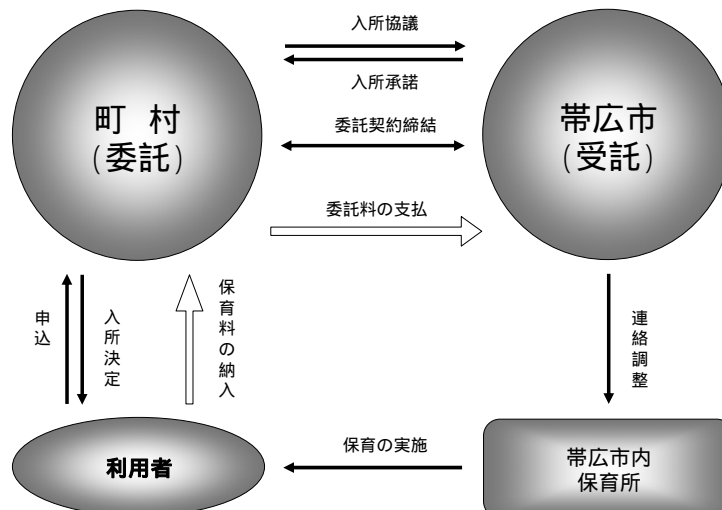 入所協議
入所承諾
町 村
(委託)
帯広市
(受託)
委託契約締結
委託料の支払
申込
入所決定
保育料の納入
連絡調整
利用者
保育の実施
帯広市内
保育所